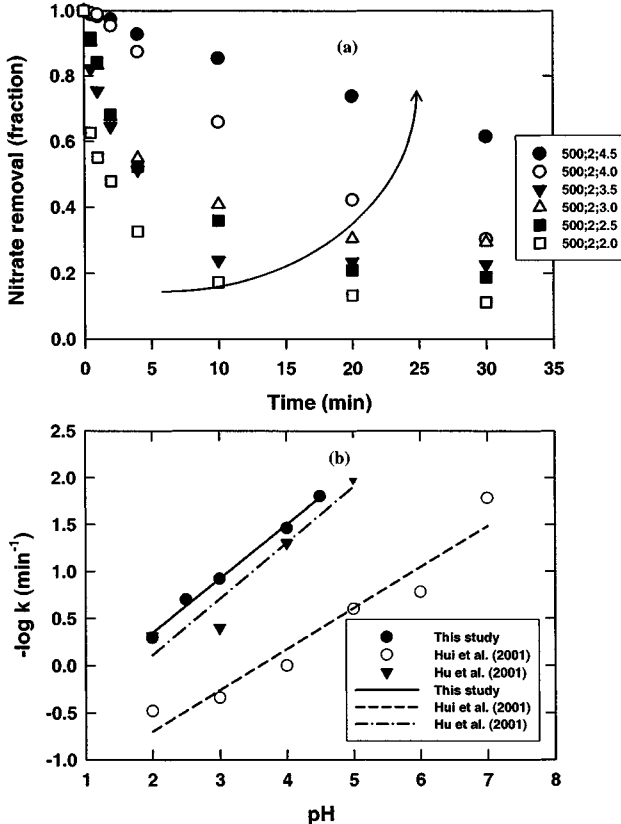 (a)
Nitrate removal (fraction)
1.0
0.8
0.6
0.4
0.2
0.0
0 5 10 15 20 25 30 35
Time (min)
500;2;4.5
500;2;4.0
500;2;3.5
500;2;3.0
500;2;2.5
500;2;2.0
(b)
-log k (min⁻¹)
2.5
2.0
1.5
1.0
0.5
0.0
-0.5
-1.0
1 2 3 4 5 6 7 8
pH
This study
Hui et al. (2001)
Hu et al. (2001)
This study
Hui et al. (2001)
Hu et al. (2001)